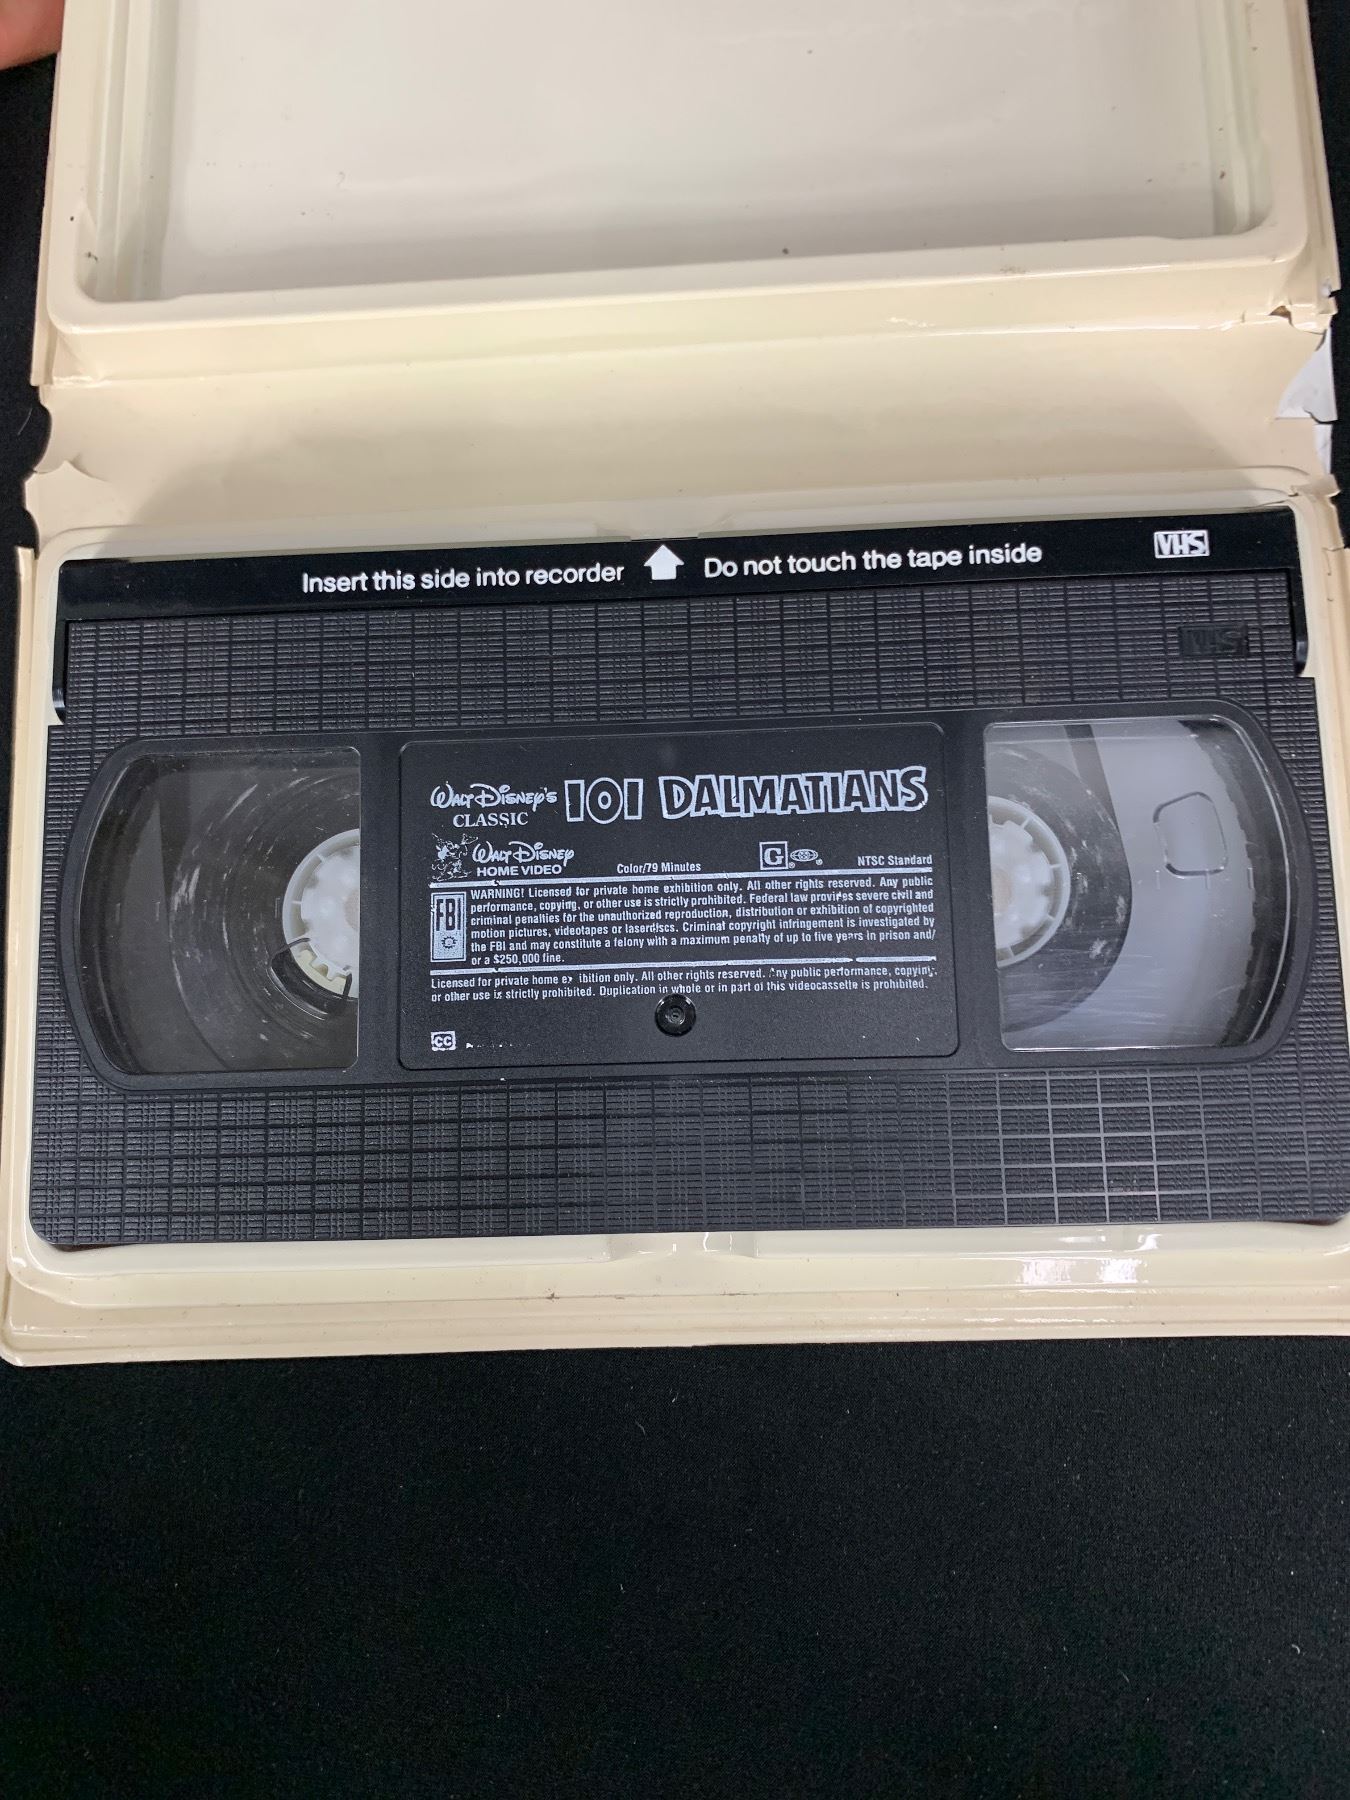 Insert this side into recorder Do not touch the tape inside VHS
VHS
WALT DISNEY'S CLASSIC 101 DALMATIANS
WALT DISNEY HOME VIDEO Color/79 Minutes G NTSC Standard
FBI
WARNING! Licensed for private home exhibition only. All other rights reserved. Any public
performance, copying, or other use is strictly prohibited. Federal law provides severe civil and
criminal penalties for the unauthorized reproduction, distribution or exhibition of copyrighted
motion pictures, videotapes or laserdiscs. Criminal copyright infringement is investigated by
the FBI and may constitute a felony with a maximum penalty of up to five years in prison and/
or a $250,000 fine.
Licensed for private home exhibition only. All other rights reserved. Any public performance, copying,
or other use is strictly prohibited. Duplication in whole or in part of this videocassette is prohibited.
CC